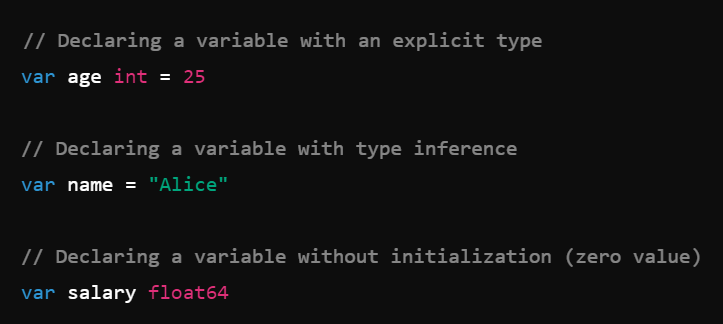 // Declaring a variable with an explicit type
var age int = 25
// Declaring a variable with type inference
var name = "Alice"
// Declaring a variable without initialization (zero value)
var salary float64